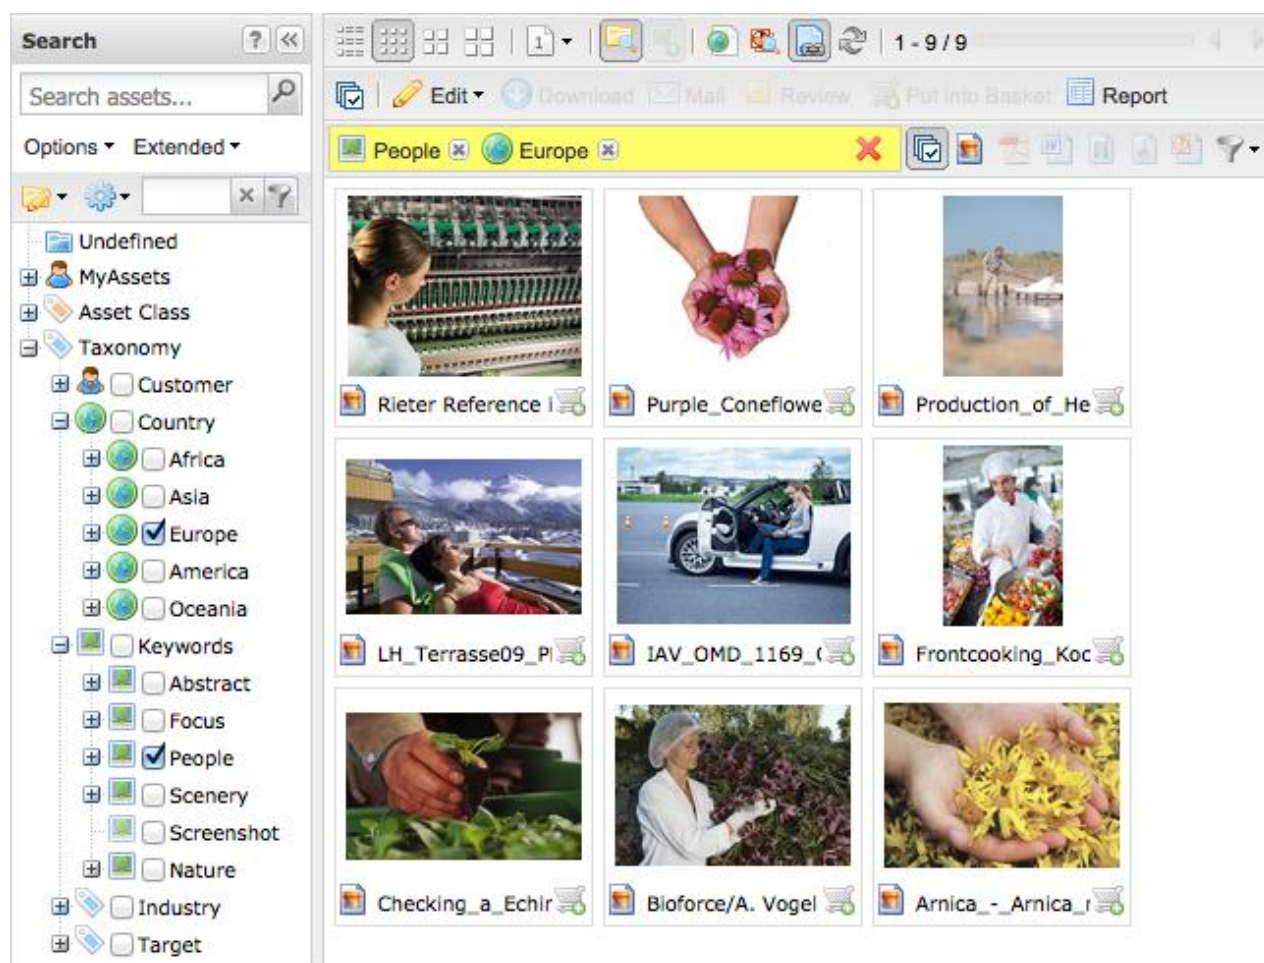 Search
?
Search assets...
Options
Extended
Undefined
MyAssets
Asset Class
Taxonomy
Customer
Country
Africa
Asia
Europe
America
Oceania
Keywords
Abstract
Focus
People
Scenery
Screenshot
Nature
Industry
Target
1
1 - 9 / 9
Edit
Download
Mail
Review
Put into Basket
Report
People
Europe
Rieter Reference
Purple_Coneflowe
Production_of_He
LH_Terrasse09_P
IAV_OMD_1169_
Frontcooking_Koc
Checking_a_Echin
Bioforce/A. Vogel
Arnica_-_Arnica_